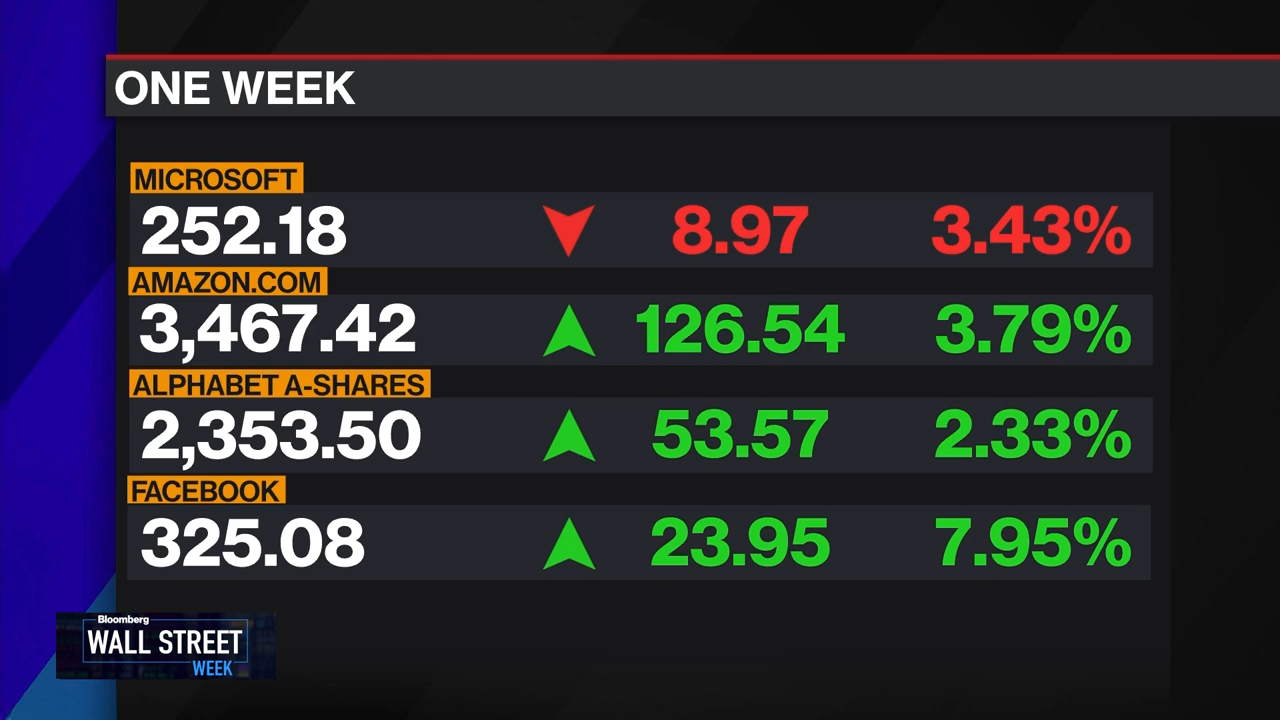 ONE WEEK
MICROSOFT
252.18 ▼ 8.97 3.43%
AMAZON.COM
3,467.42 ▲ 126.54 3.79%
ALPHABET A-SHARES
2,353.50 ▲ 53.57 2.33%
FACEBOOK
325.08 ▲ 23.95 7.95%
Bloomberg
WALL STREET
WEEK